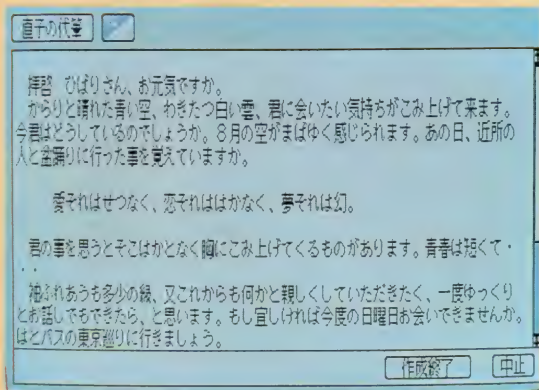 直子の代筆
拝啓 ひばりさん、お元気ですか。
からりと晴れた青い空、わきたつ白い雲、君に会いたい気持ちがこみ上げて来ます。
今君はどうしているのでしょうか。8月の空がまばゆく感じられます。あの日、近所の
人と盆踊りに行った事を覚えていますか。
愛それはせつなく、恋それははかなく、夢それは幻。
君の事を思うとそこはかとなく胸にこみ上げてくるものがあります。青春は短くて・
・・
袖ふれあうも多少の縁、又これからも何かと親しくしていただきたく、一度ゆっくり
とお話しでもできたら、と思います。もし宜しければ今度の日曜日お会いできませんか。
はとバスの東京巡りに行きましょう。
作成終了 中止